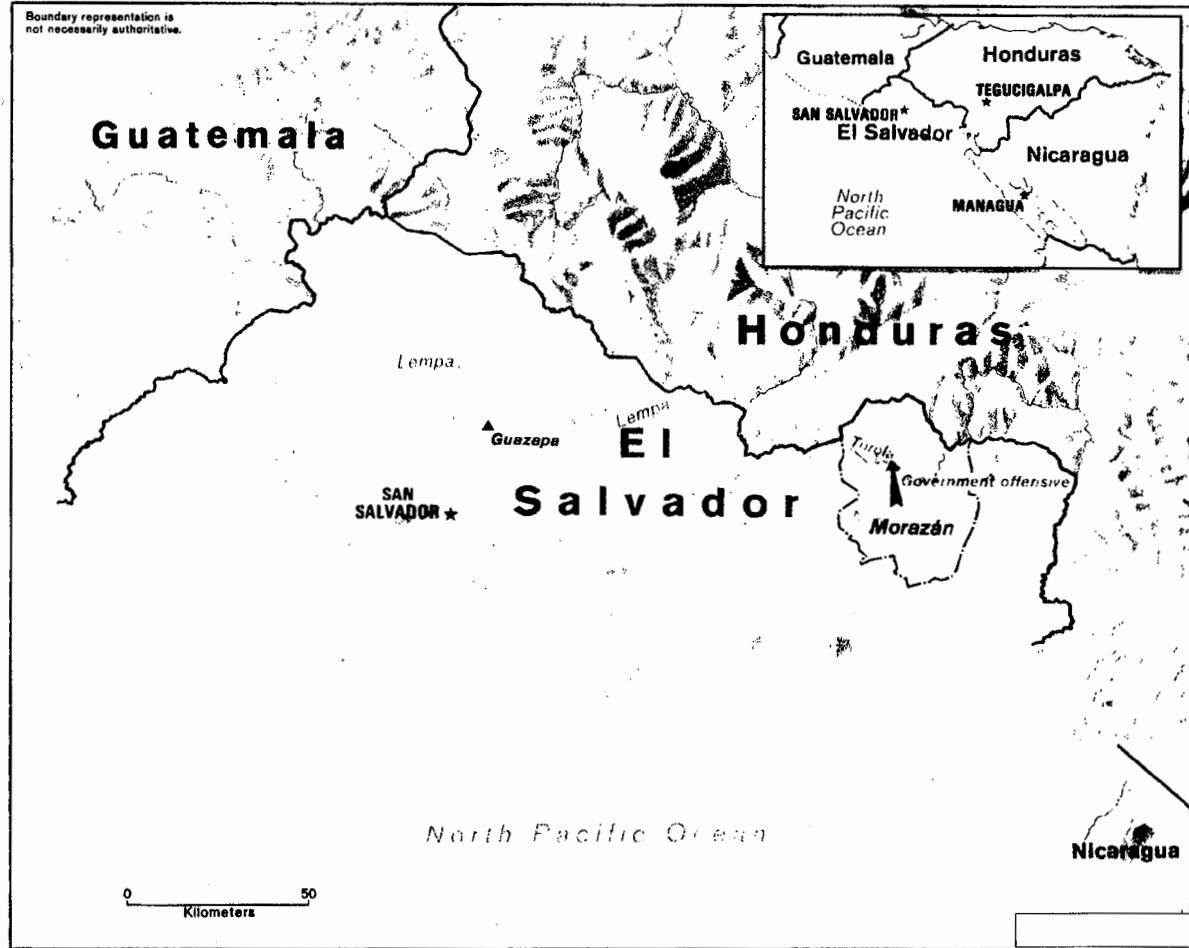 Boundary representation is
not necessarily authoritative.
Guatemala
Honduras
TEGUCIGALPA
SAN SALVADOR
El Salvador
Nicaragua
North
Pacific
Ocean
MANAGUA
Guatemala
Honduras
Lempa
Lempa
Guazapa
El
Salvador
SAN
SALVADOR
Torola
Government offensive
Morazán
North Pacific Ocean
Nicaragua
0 50
Kilometers